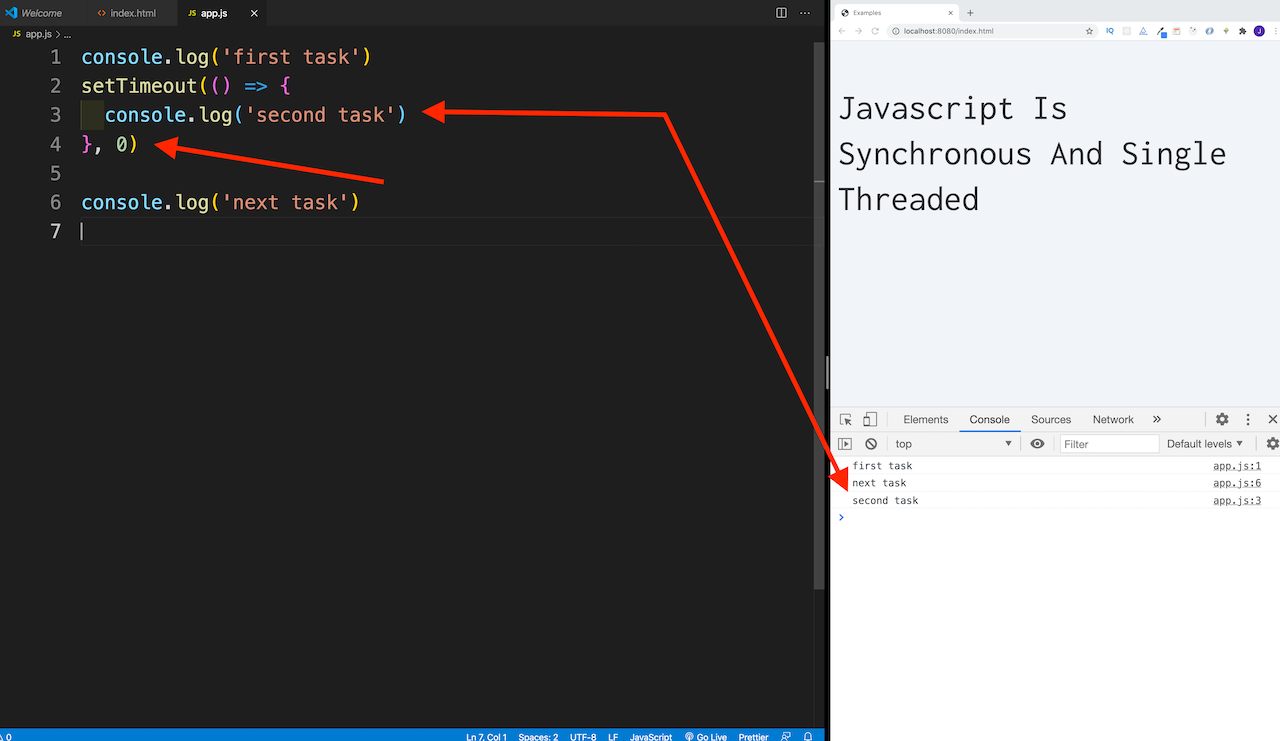 Welcome index.html JS app.js
JS app.js > ...
1 console.log('first task')
2 setTimeout(() => {
3 console.log('second task')
4 }, 0)
5
6 console.log('next task')
7
0 Ln 7, Col 1 Spaces: 2 UTF-8 LF JavaScript Go Live Prettier
Examples
localhost:8080/index.html
IQ
J
Javascript Is
Synchronous And Single
Threaded
Elements Console Sources Network »
top Filter Default levels
first task app.js:1
next task app.js:6
second task app.js:3